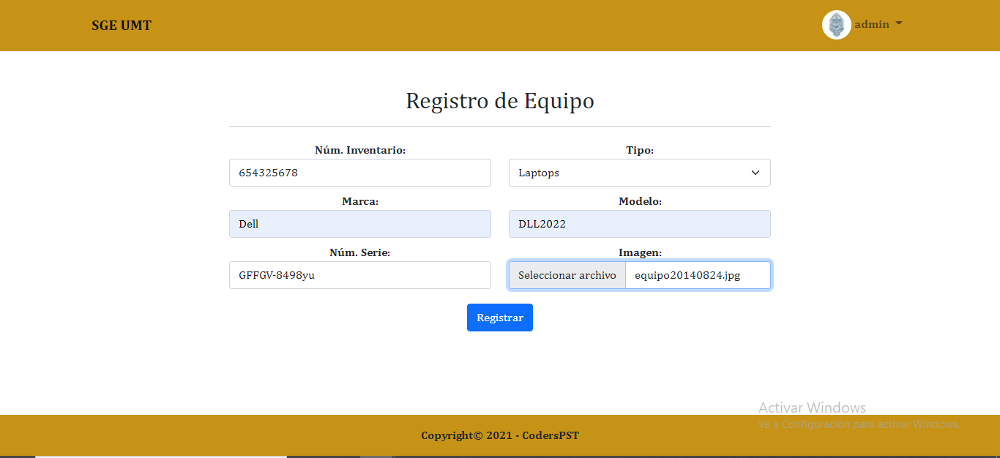 SGE UMT
admin
Registro de Equipo
Núm. Inventario:
Tipo:
654325678
Laptops
Marca:
Modelo:
Dell
DLL2022
Núm. Serie:
Imagen:
GFFGV-8498yu
Seleccionar archivo equipo20140824.jpg
Registrar
Activar Windows
Ve a Configuración para activar Windows.
Copyright© 2021 - CodersPST